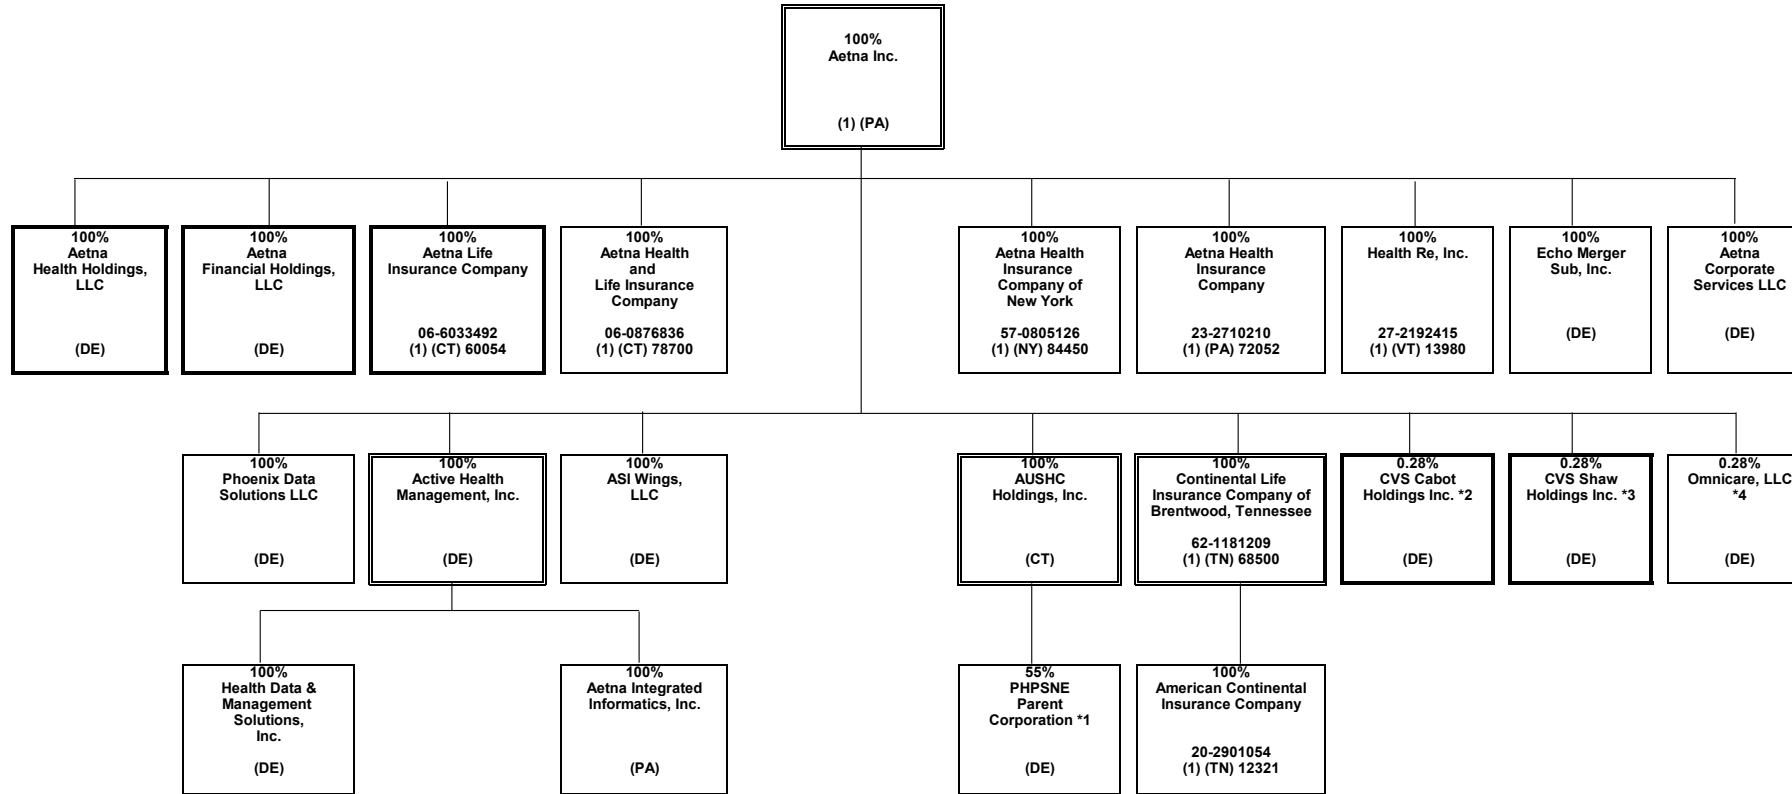 100%
Aetna Inc.
(1) (PA)
100%
Aetna
Health Holdings,
LLC
(DE)
100%
Aetna
Financial Holdings,
LLC
(DE)
100%
Aetna Life
Insurance Company
06-6033492
(1) (CT) 60054
100%
Aetna Health
and
Life Insurance
Company
06-0876836
(1) (CT) 78700
100%
Aetna Health
Insurance
Company of
New York
57-0805126
(1) (NY) 84450
100%
Aetna Health
Insurance
Company
23-2710210
(1) (PA) 72052
100%
Health Re, Inc.
27-2192415
(1) (VT) 13980
100%
Echo Merger
Sub, Inc.
(DE)
100%
Aetna
Corporate
Services LLC
(DE)
100%
Phoenix Data
Solutions LLC
(DE)
100%
Active Health
Management, Inc.
(DE)
100%
ASI Wings,
LLC
(DE)
100%
AUSHC
Holdings, Inc.
(CT)
100%
Continental Life
Insurance Company of
Brentwood, Tennessee
62-1181209
(1) (TN) 68500
0.28%
CVS Cabot
Holdings Inc. *2
(DE)
0.28%
CVS Shaw
Holdings Inc. *3
(DE)
0.28%
Omnicare, LLC
*4
(DE)
100%
Health Data &
Management
Solutions,
Inc.
(DE)
100%
Aetna Integrated
Informatics, Inc.
(PA)
55%
PHPSNE
Parent
Corporation *1
(DE)
100%
American Continental
Insurance Company
20-2901054
(1) (TN) 12321